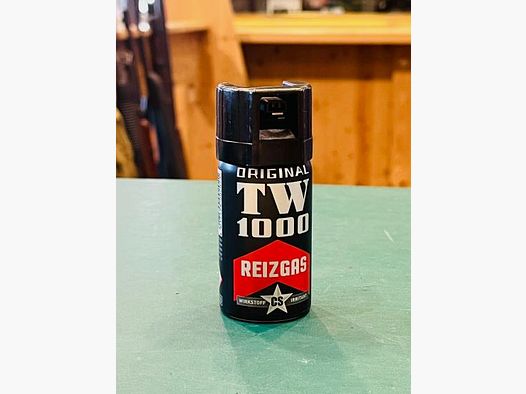 ORIGINAL
TW
1000
REIZGAS
WIRKSTOFF CS IRRITANT